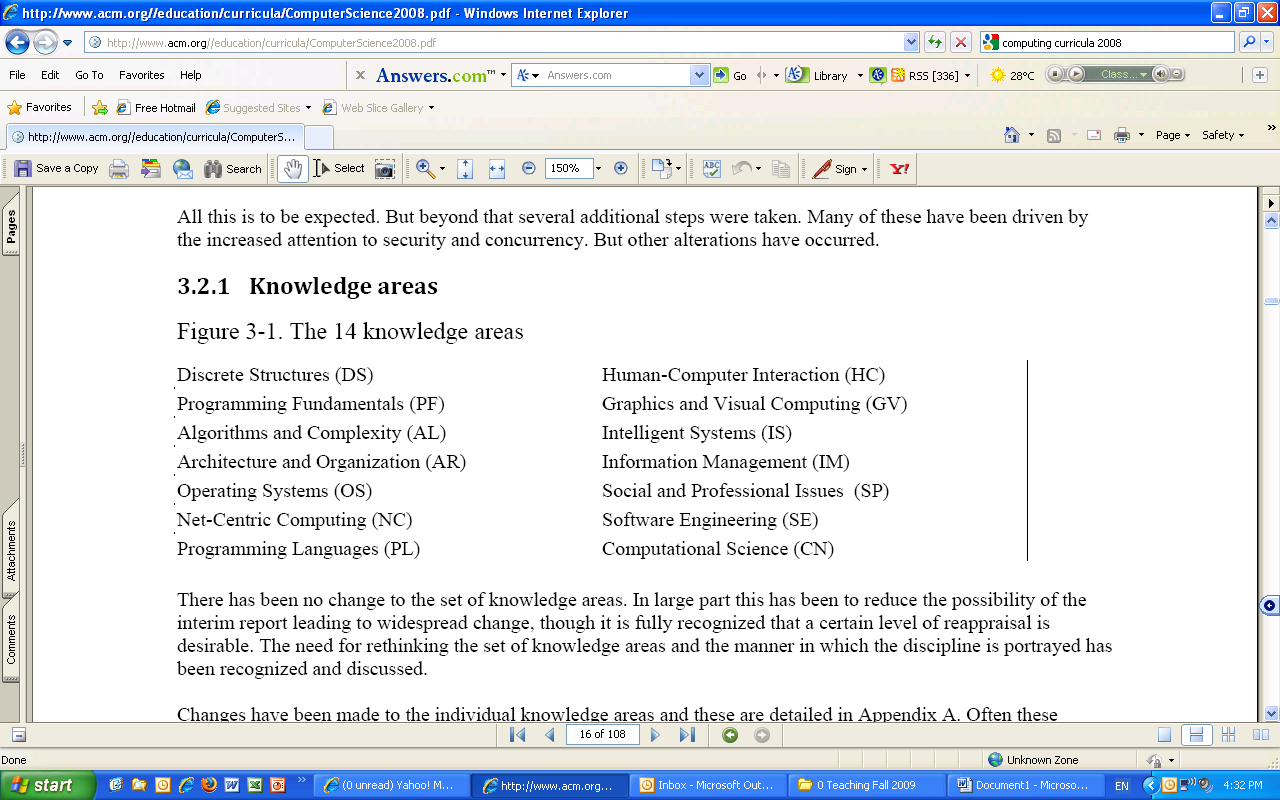 http://www.acm.org//education/curricula/ComputerScience2008.pdf - Windows Internet Explorer
http://www.acm.org//education/curricula/ComputerScience2008.pdf
computing curricula 2008
File Edit Go To Favorites Help
Answers.com™ Answers.com Go Library RSS [336] 28°C Class...
Favorites Free Hotmail Suggested Sites Web Slice Gallery
http://www.acm.org//education/curricula/ComputerS... Page Safety »
Save a Copy Search Select 150% ABC Sign Y!
Pages
All this is to be expected. But beyond that several additional steps were taken. Many of these have been driven by
the increased attention to security and concurrency. But other alterations have occurred.
3.2.1 Knowledge areas
Figure 3-1. The 14 knowledge areas
Discrete Structures (DS) Human-Computer Interaction (HC)
Programming Fundamentals (PF) Graphics and Visual Computing (GV)
Algorithms and Complexity (AL) Intelligent Systems (IS)
Architecture and Organization (AR) Information Management (IM)
Operating Systems (OS) Social and Professional Issues (SP)
Net-Centric Computing (NC) Software Engineering (SE)
Programming Languages (PL) Computational Science (CN)
Attachments
There has been no change to the set of knowledge areas. In large part this has been to reduce the possibility of the
interim report leading to widespread change, though it is fully recognized that a certain level of reappraisal is
desirable. The need for rethinking the set of knowledge areas and the manner in which the discipline is portrayed has
been recognized and discussed.
Comments
Changes have been made to the individual knowledge areas and these are detailed in Appendix A. Often these
16 of 108
Done Unknown Zone
start » (0 unread) Yahoo! M... http://www.acm.org... Inbox - Microsoft Out... 0 Teaching Fall 2009 Document1 - Microso... EN 4:32 PM